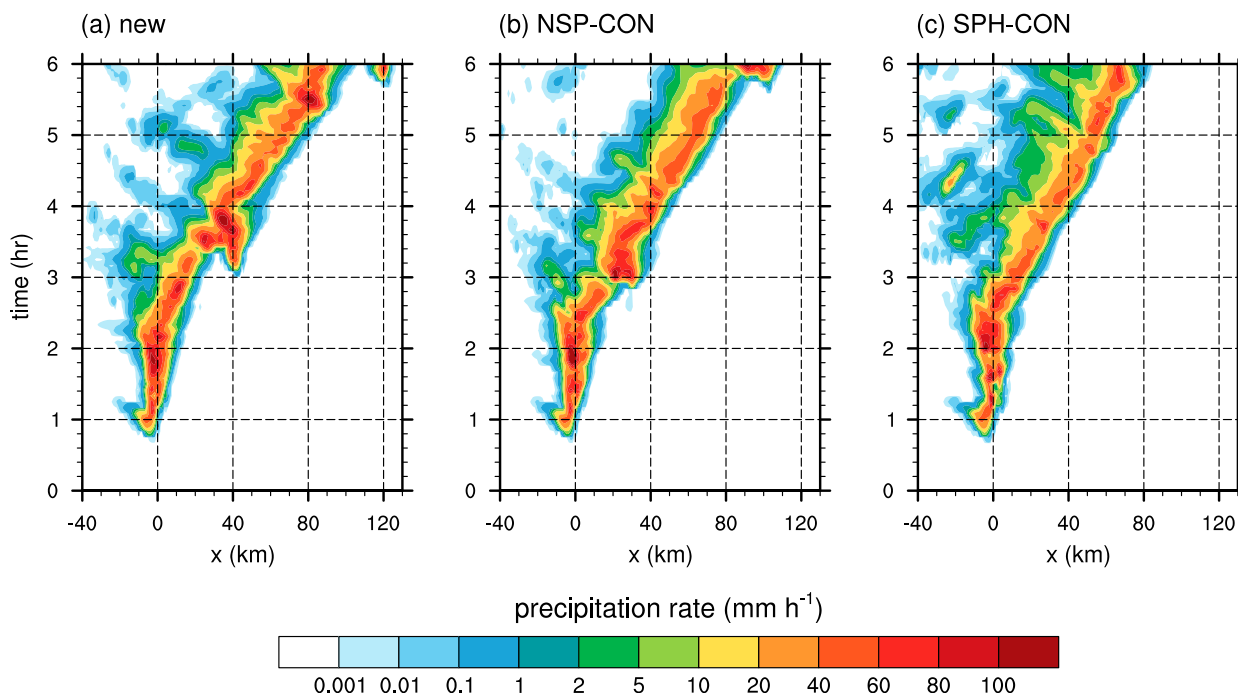 (a) new
(b) NSP-CON
(c) SPH-CON
6
5
4
3
2
1
0
time (hr)
-40 0 40 80 120
x (km)
6
5
4
3
2
1
0
-40 0 40 80 120
x (km)
6
5
4
3
2
1
0
-40 0 40 80 120
x (km)
precipitation rate (mm h⁻¹)
0.001 0.01 0.1 1 2 5 10 20 40 60 80 100